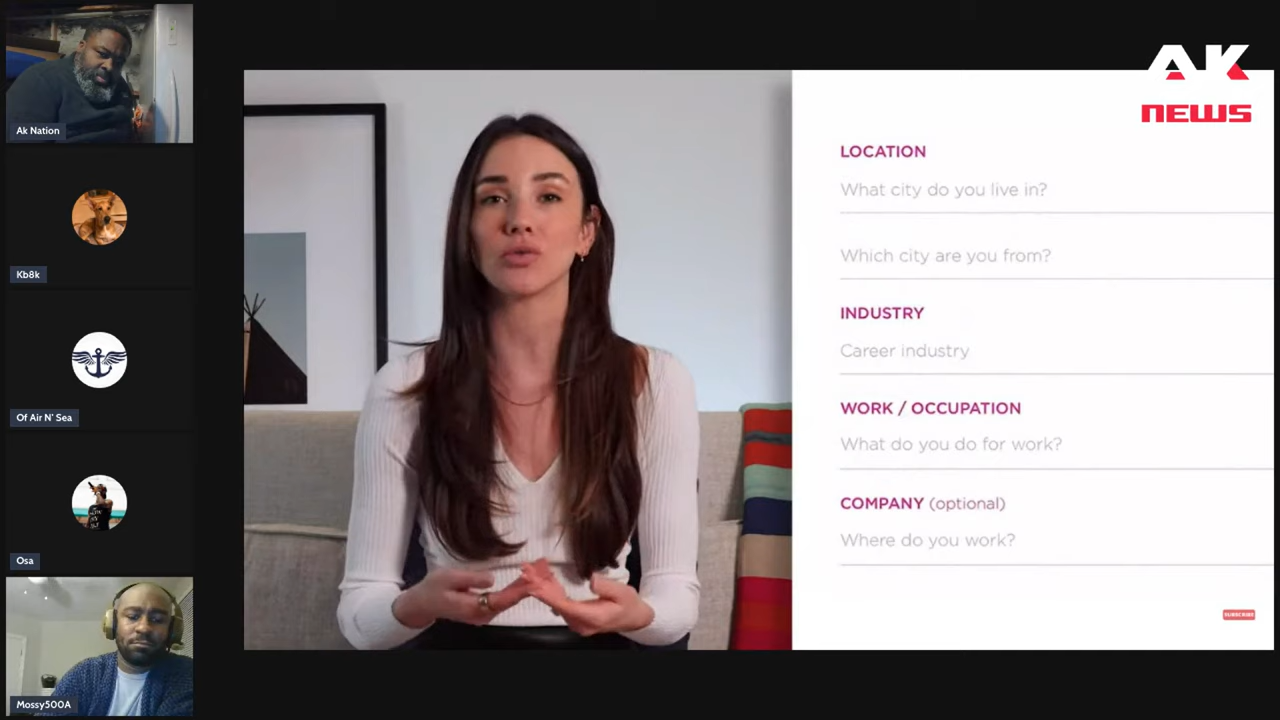 Ak Nation
Kb8k
Of Air N' Sea
Osa
Mossy500A
AK
NEWS
LOCATION
What city do you live in?
Which city are you from?
INDUSTRY
Career industry
WORK / OCCUPATION
What do you do for work?
COMPANY (optional)
Where do you work?
SUBSCRIBE